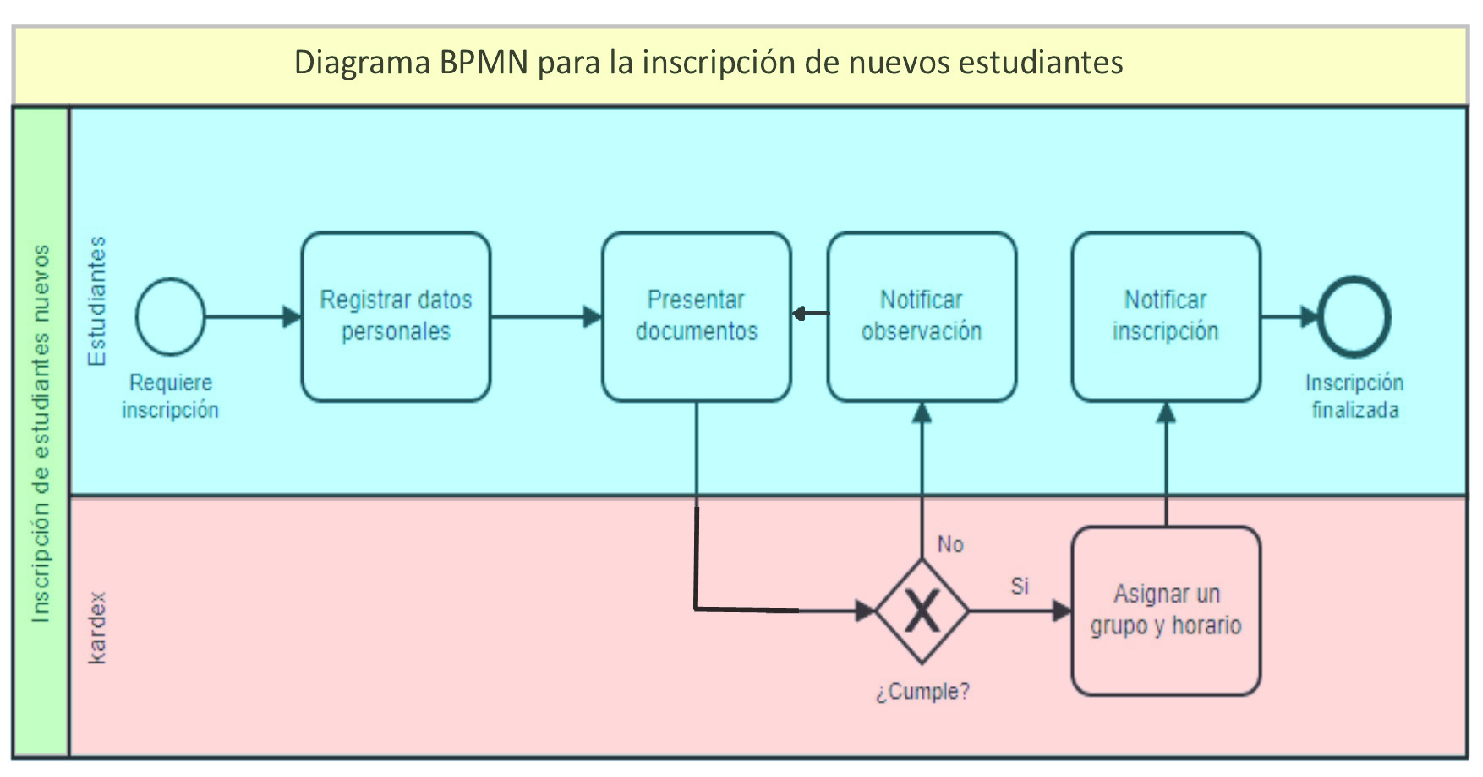 Diagrama BPMN para la inscripción de nuevos estudiantes
Inscripción de estudiantes nuevos
Estudiantes
Requiere
inscripción
Registrar datos
personales
Presentar
documentos
Notificar
observación
Notificar
inscripción
Inscripción
finalizada
kardex
No
¿Cumple?
Si
Asignar un
grupo y horario